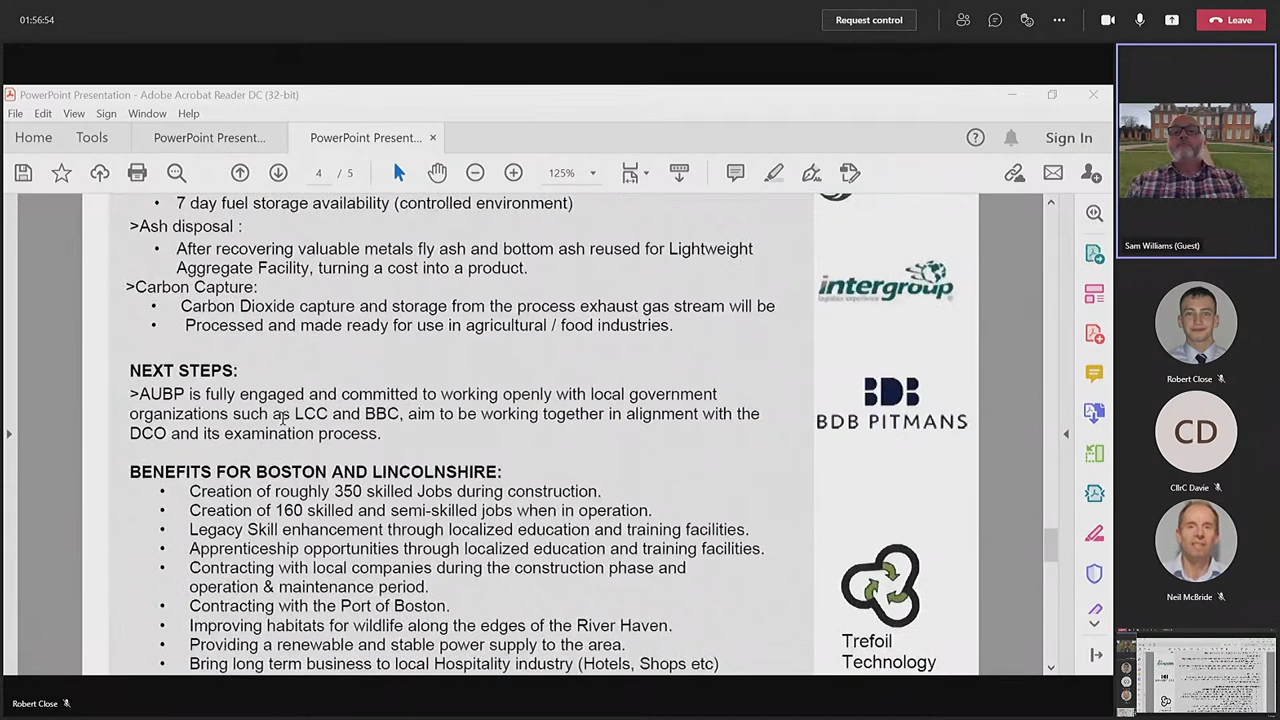 01:56:54
Request control
Leave
PowerPoint Presentation - Adobe Acrobat Reader DC (32-bit)
File Edit View Sign Window Help
Home Tools PowerPoint Present... PowerPoint Present... Sign In
4 / 5 125%
• 7 day fuel storage availability (controlled environment)
>Ash disposal :
• After recovering valuable metals fly ash and bottom ash reused for Lightweight
Aggregate Facility, turning a cost into a product.
>Carbon Capture:
• Carbon Dioxide capture and storage from the process exhaust gas stream will be
• Processed and made ready for use in agricultural / food industries.
NEXT STEPS:
>AUBP is fully engaged and committed to working openly with local government
organizations such as LCC and BBC, aim to be working together in alignment with the
DCO and its examination process.
BENEFITS FOR BOSTON AND LINCOLNSHIRE:
• Creation of roughly 350 skilled Jobs during construction.
• Creation of 160 skilled and semi-skilled jobs when in operation.
• Legacy Skill enhancement through localized education and training facilities.
• Apprenticeship opportunities through localized education and training facilities.
• Contracting with local companies during the construction phase and
operation & maintenance period.
• Contracting with the Port of Boston.
• Improving habitats for wildlife along the edges of the River Haven.
• Providing a renewable and stable power supply to the area.
• Bring long term business to local Hospitality industry (Hotels, Shops etc)
intergroup
logistics experience
BDB
BDB PITMANS
Trefoil
Technology
Sam Williams (Guest)
Robert Close
CD
CllrC Davie
Neil McBride
Robert Close